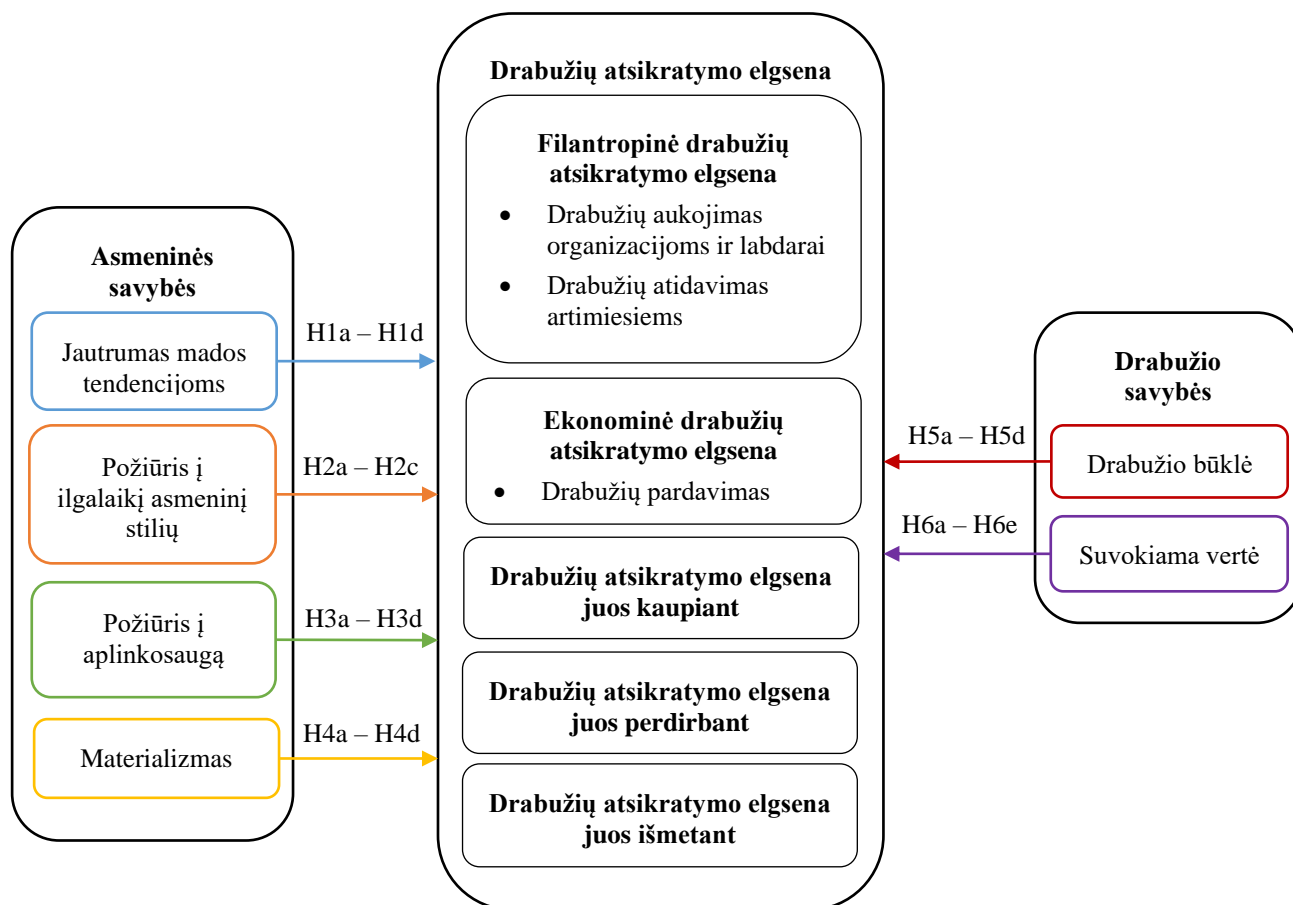 Asmeninės
savybės
Jautrumas mados
tendencijoms
Požiūris į
ilgalaikį asmeninį
stilių
Požiūris į
aplinkosaugą
Materializmas
H1a – H1d
H2a – H2c
H3a – H3d
H4a – H4d
Drabužių atsikratymo elgsena
Filantropinė drabužių
atsikratymo elgsena
• Drabužių aukojimas
organizacijoms ir labdarai
• Drabužių atidavimas
artimiesiems
Ekonominė drabužių
atsikratymo elgsena
• Drabužių pardavimas
Drabužių atsikratymo elgsena
juos kaupiant
Drabužių atsikratymo elgsena
juos perdirbant
Drabužių atsikratymo elgsena
juos išmetant
H5a – H5d
H6a – H6e
Drabužio
savybės
Drabužio būklė
Suvokiama vertė